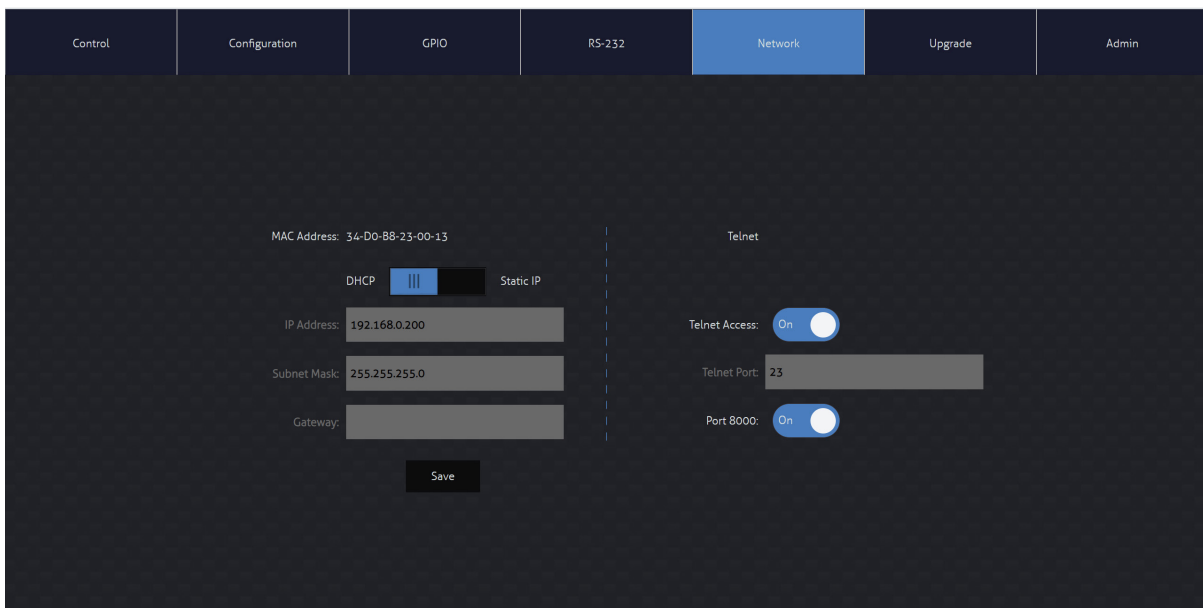 Control Configuration GPIO RS-232 Network Upgrade Admin
MAC Address: 34-D0-B8-23-00-13
DHCP Static IP
IP Address: 192.168.0.200
Subnet Mask: 255.255.255.0
Gateway:
Save
Telnet
Telnet Access: On
Telnet Port: 23
Port 8000: On